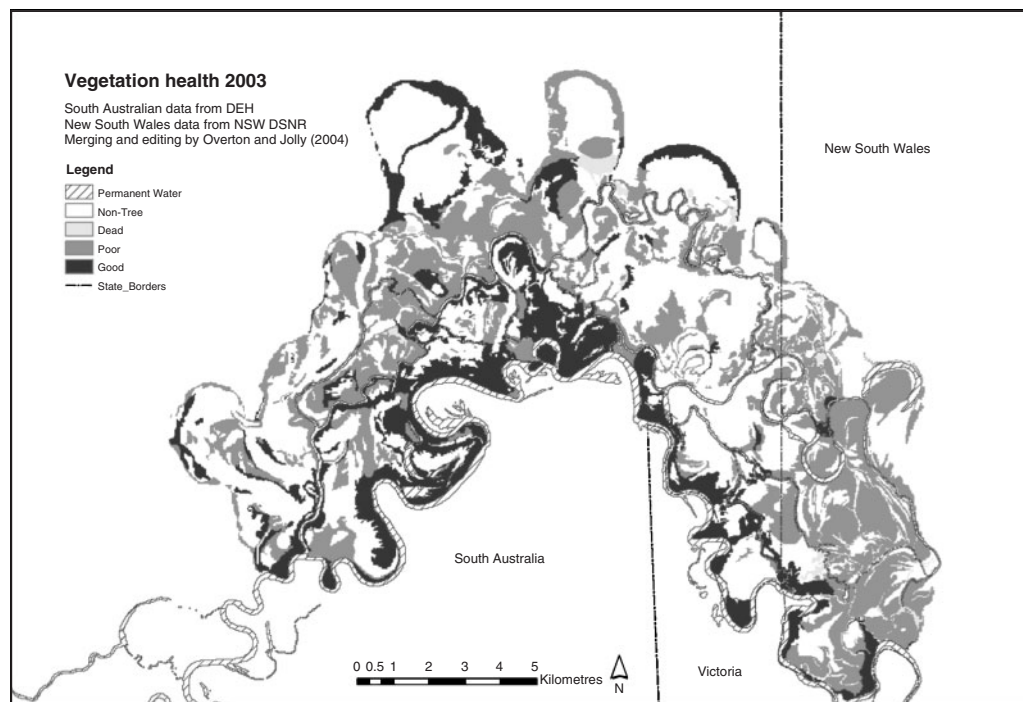 Vegetation health 2003
South Australian data from DEH
New South Wales data from NSW DSNR
Merging and editing by Overton and Jolly (2004)
Legend
Permanent Water
Non-Tree
Dead
Poor
Good
State_Borders
New South Wales
South Australia
Victoria
0 0.5 1 2 3 4 5
Kilometres
N